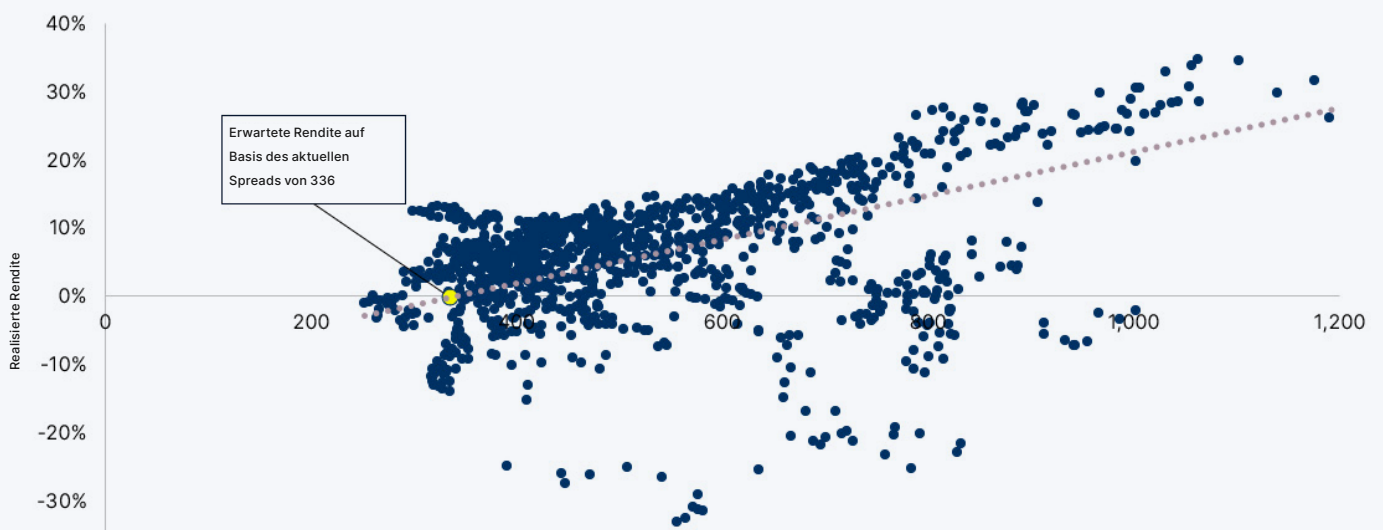 40%
30%
20%
10%
0%
-10%
-20%
-30%
Realisierte Rendite
Erwartete Rendite auf
Basis des aktuellen
Spreads von 336
0 200 400 600 800 1,000 1,200